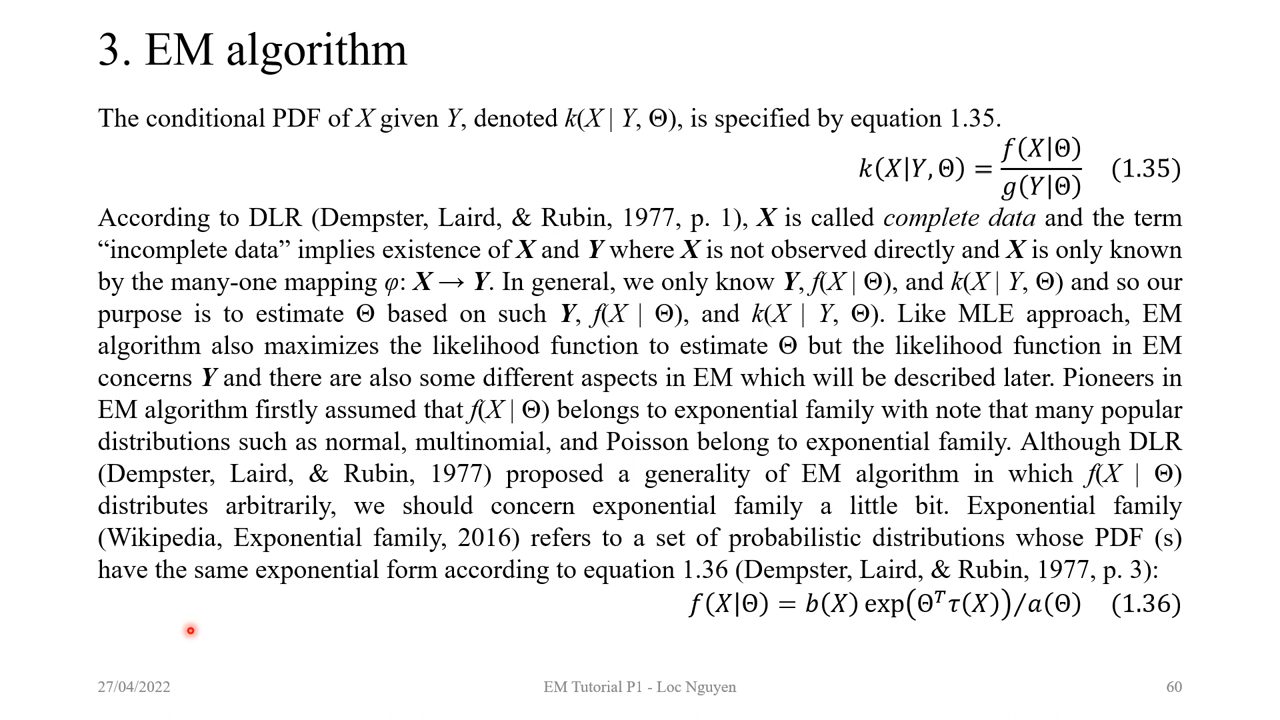 3. EM algorithm
The conditional PDF of X given Y, denoted k(X | Y, Θ), is specified by equation 1.35.
k(X|Y, Θ) = f(X|Θ) / g(Y|Θ) (1.35)
According to DLR (Dempster, Laird, & Rubin, 1977, p. 1), X is called complete data and the term
“incomplete data” implies existence of X and Y where X is not observed directly and X is only known
by the many-one mapping φ: X → Y. In general, we only know Y, f(X | Θ), and k(X | Y, Θ) and so our
purpose is to estimate Θ based on such Y, f(X | Θ), and k(X | Y, Θ). Like MLE approach, EM
algorithm also maximizes the likelihood function to estimate Θ but the likelihood function in EM
concerns Y and there are also some different aspects in EM which will be described later. Pioneers in
EM algorithm firstly assumed that f(X | Θ) belongs to exponential family with note that many popular
distributions such as normal, multinomial, and Poisson belong to exponential family. Although DLR
(Dempster, Laird, & Rubin, 1977) proposed a generality of EM algorithm in which f(X | Θ)
distributes arbitrarily, we should concern exponential family a little bit. Exponential family
(Wikipedia, Exponential family, 2016) refers to a set of probabilistic distributions whose PDF (s)
have the same exponential form according to equation 1.36 (Dempster, Laird, & Rubin, 1977, p. 3):
f(X|Θ) = b(X) exp(Θᵀτ(X))/a(Θ) (1.36)
27/04/2022 EM Tutorial P1 - Loc Nguyen 60